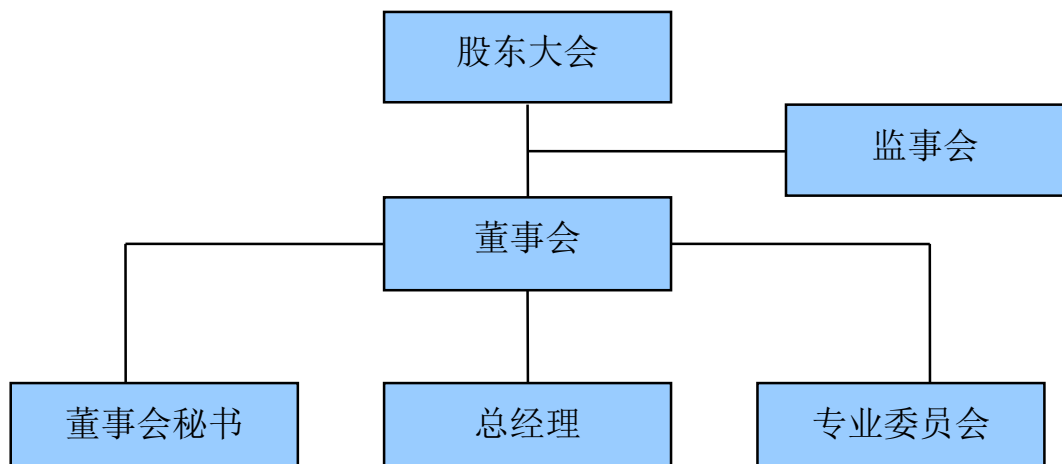 股东大会
监事会
董事会
董事会秘书
总经理
专业委员会